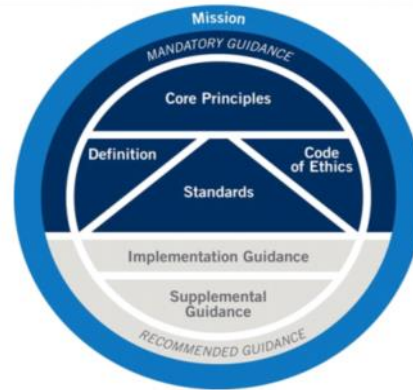 Mission
MANDATORY GUIDANCE
Core Principles
Definition
Code
of Ethics
Standards
Implementation Guidance
Supplemental
Guidance
RECOMMENDED GUIDANCE